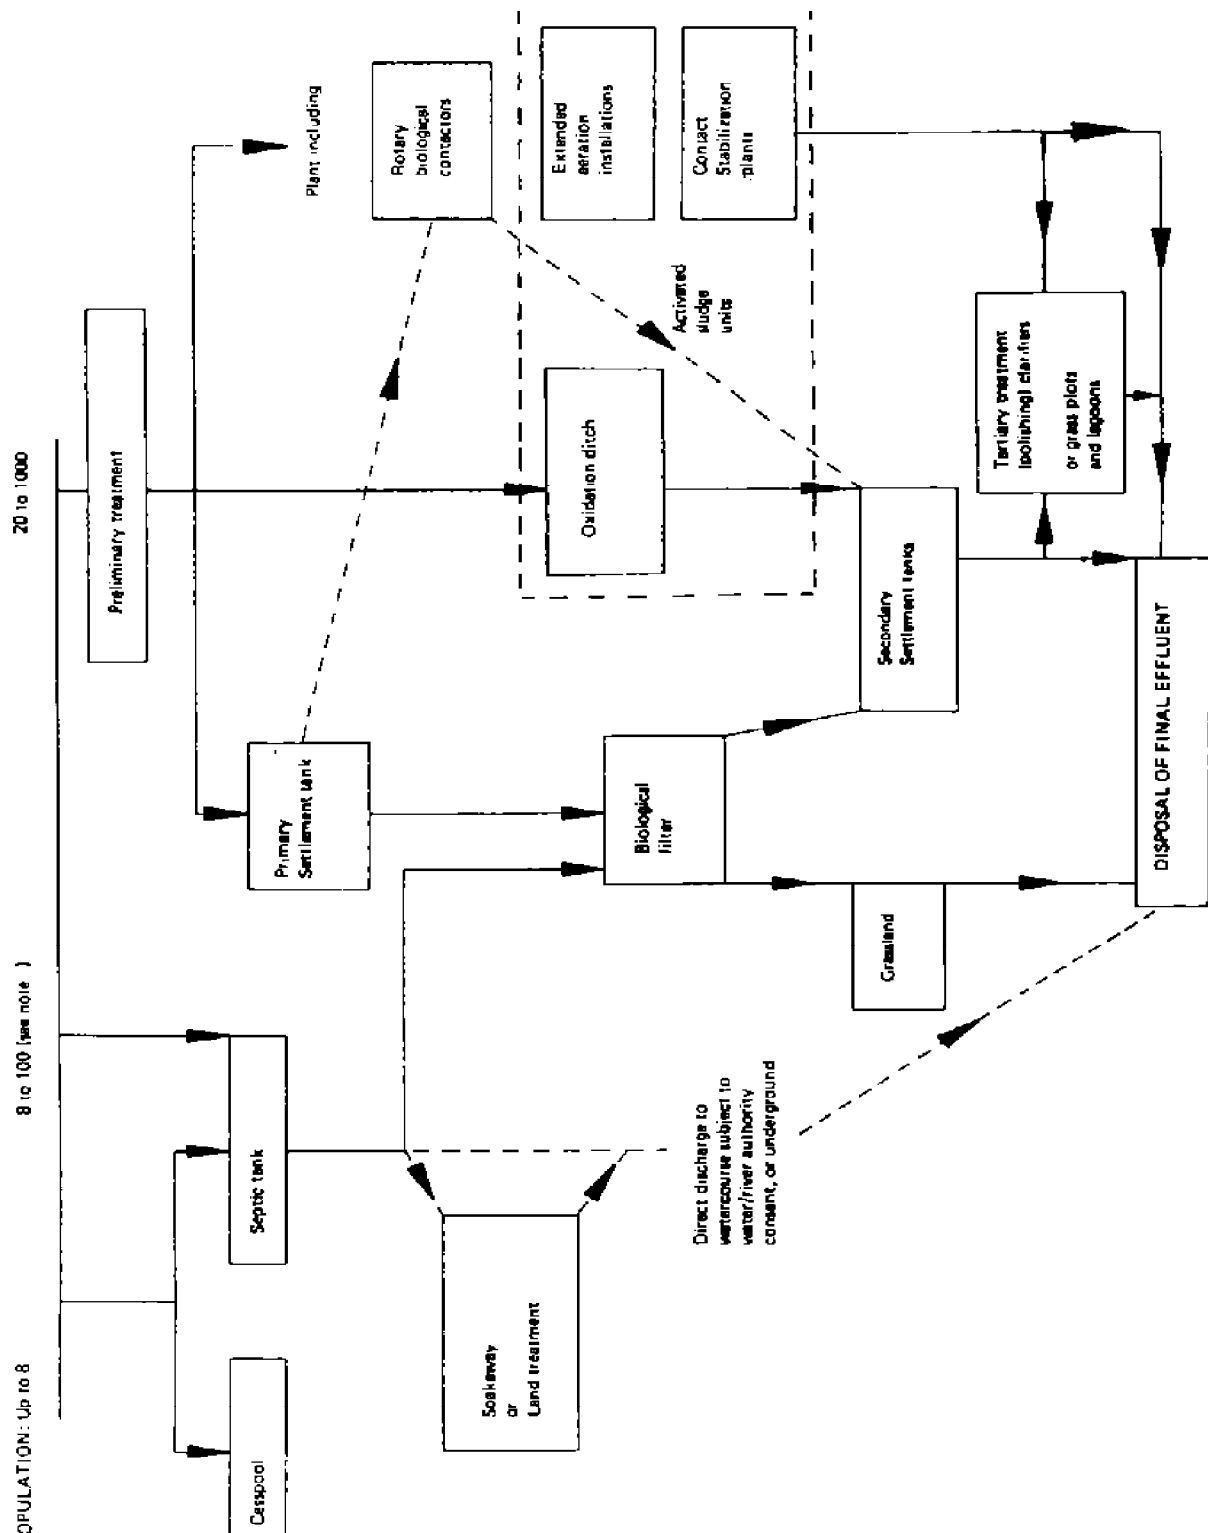 OPULATION: Up to 8
8 to 100 (see note )
20 to 1000
Preliminary treatment
Cesspool
Septic tank
Primary
Settlement tank
Plant including
Rotary
biological
contactors
Soakaway
or
Land treatment
Biological
filter
Oxidation ditch
Extended
aeration
installations
Contact
Stabilization
plants
Activated
sludge
units
Direct discharge to
watercourse subject to
water/river authority
consent, or underground
Grassland
Secondary
Settlement tanks
Tertiary treatment
(polishing) clarifiers
or grass plots
and lagoons
DISPOSAL OF FINAL EFFLUENT